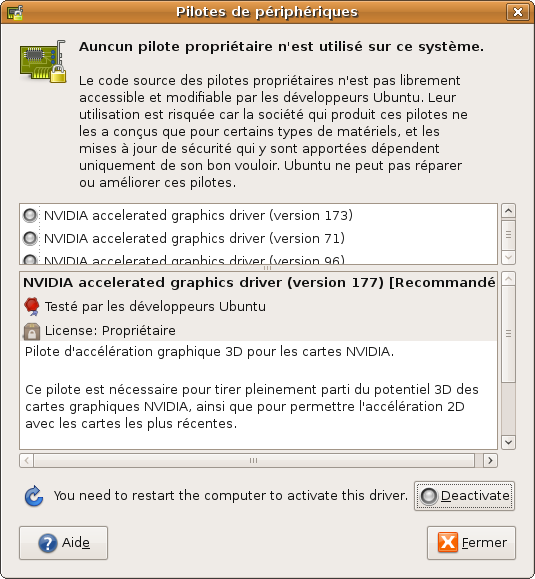 Pilotes de périphériques
Auncun pilote propriétaire n'est utilisé sur ce système.
Le code source des pilotes propriétaires n'est pas librement
accessible et modifiable par les développeurs Ubuntu. Leur
utilisation est risquée car la société qui produit ces pilotes ne
les a conçus que pour certains types de matériels, et les
mises à jour de sécurité qui y sont apportées dépendent
uniquement de son bon vouloir. Ubuntu ne peut pas réparer
ou améliorer ces pilotes.
NVIDIA accelerated graphics driver (version 173)
NVIDIA accelerated graphics driver (version 71)
NVIDIA accelerated graphics driver (version 96)
NVIDIA accelerated graphics driver (version 177) [Recommandé
Testé par les développeurs Ubuntu
License: Propriétaire
Pilote d'accélération graphique 3D pour les cartes NVIDIA.
Ce pilote est nécessaire pour tirer pleinement parti du potentiel 3D des
cartes graphiques NVIDIA, ainsi que pour permettre l'accélération 2D
avec les cartes les plus récentes.
You need to restart the computer to activate this driver.
Deactivate
Aide
Fermer